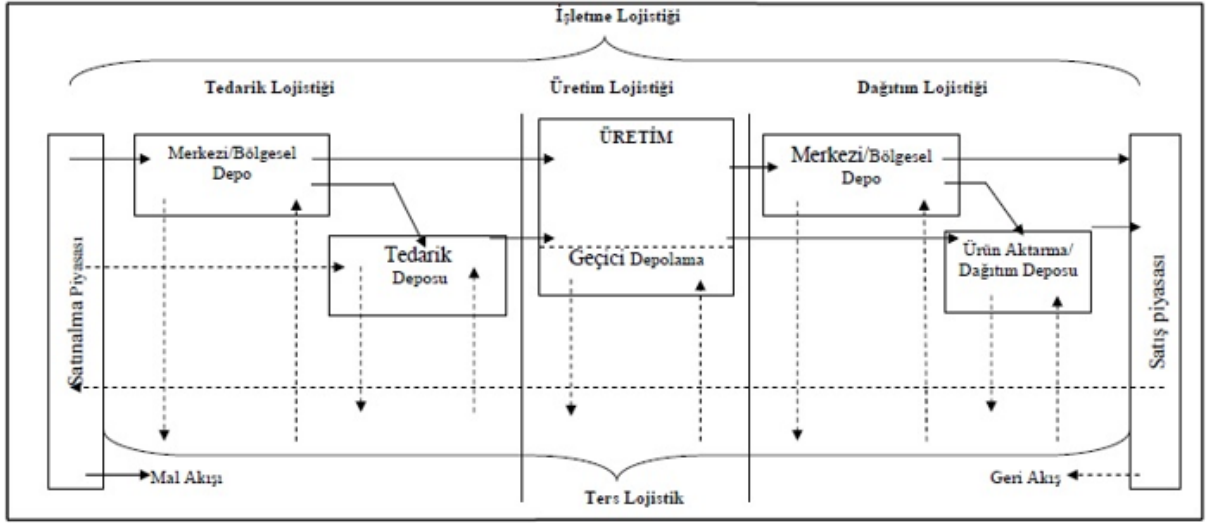 İşletme Lojistiği
Tedarik Lojistiği
Üretim Lojistiği
Dağıtım Lojistiği
Satınalma Piyasası
Merkezi/Bölgesel
Depo
Tedarik
Deposu
ÜRETİM
Geçici Depolama
Merkezi/Bölgesel
Depo
Ürün Aktarma/
Dağıtım Deposu
Satış piyasası
Mal Akışı
Geri Akış
Ters Lojistik